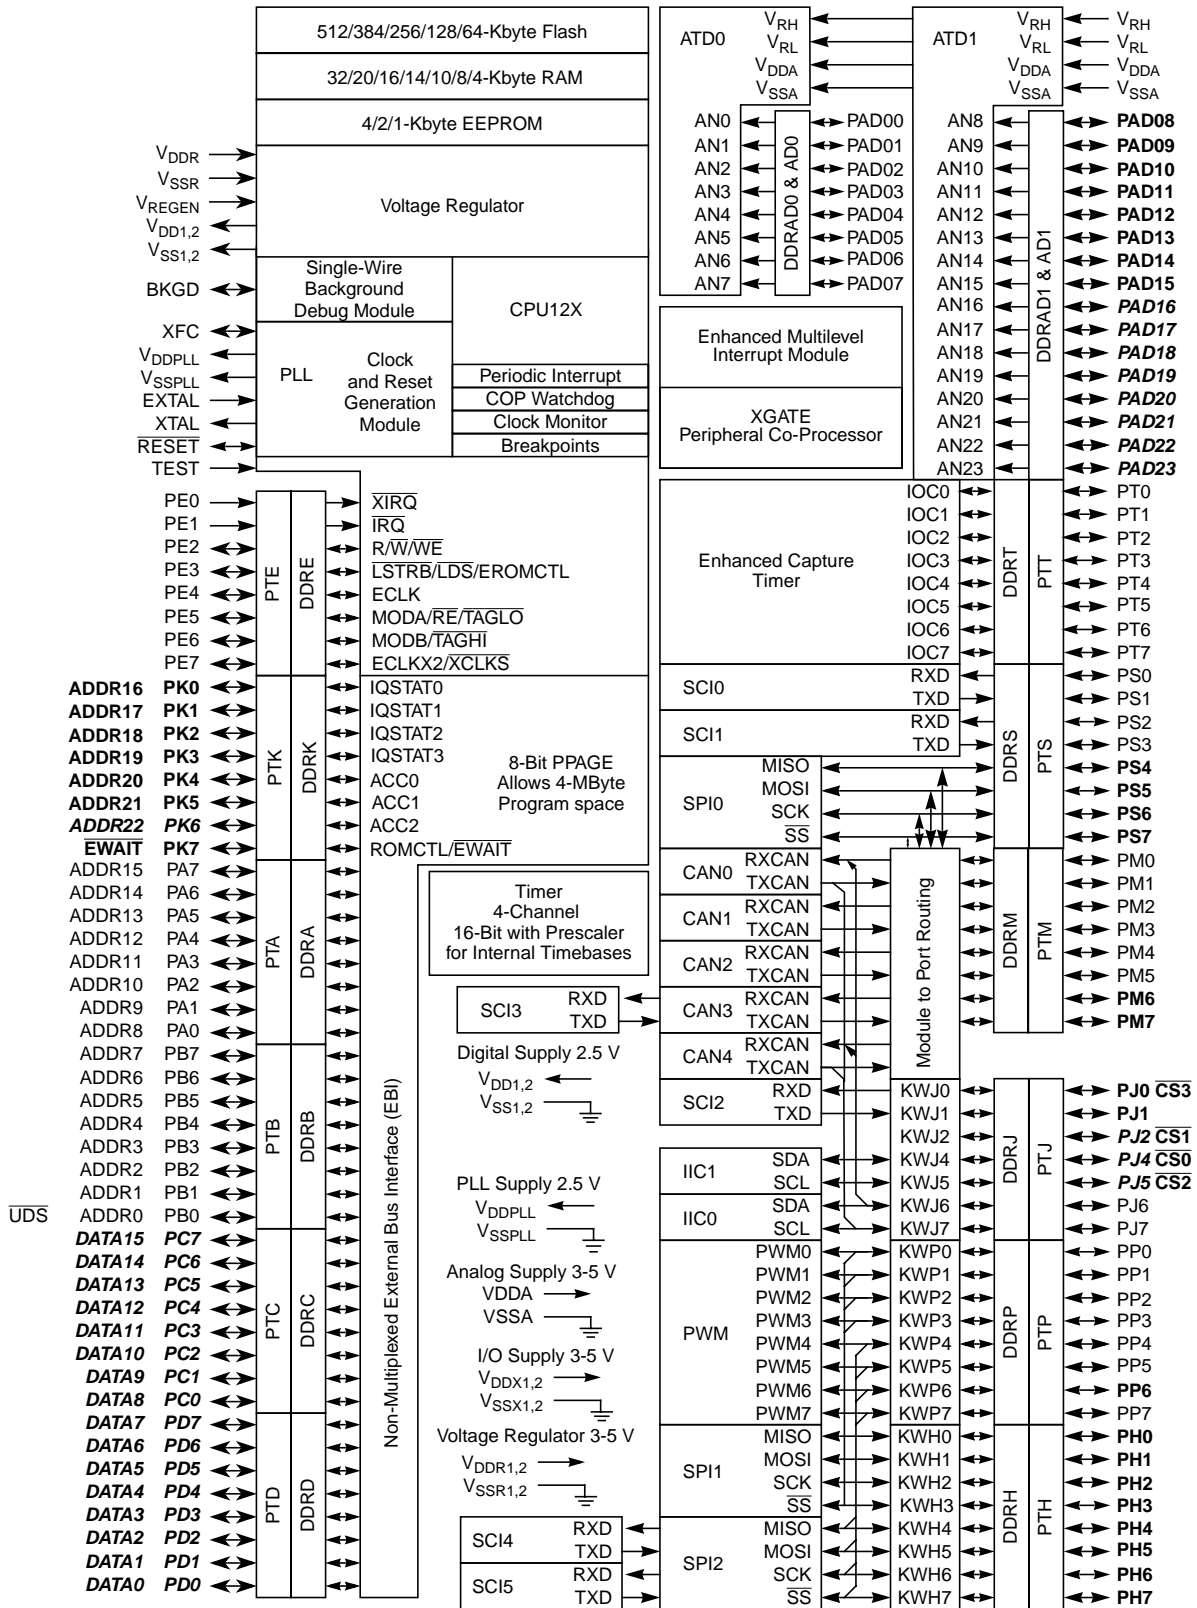 512/384/256/128/64-Kbyte Flash
32/20/16/14/10/8/4-Kbyte RAM
4/2/1-Kbyte EEPROM
VDDR
VSSR
VREGEN
VDD1,2
VSS1,2
Voltage Regulator
BKGD
Single-Wire
Background
Debug Module
CPU12X
XFC
VDDPLL
VSSPLL
EXTAL
XTAL
RESET
TEST
PLL
Clock
and Reset
Generation
Module
Periodic Interrupt
COP Watchdog
Clock Monitor
Breakpoints
PE0 XIRQ
PE1 IRQ
PE2 R/W/WE
PE3 LSTRB/LDS/EROMCTL
PE4 ECLK
PE5 MODA/RE/TAGLO
PE6 MODB/TAGHI
PE7 ECLKX2/XCLKS
PTE
DDRE
ADDR16 PK0 IQSTAT0
ADDR17 PK1 IQSTAT1
ADDR18 PK2 IQSTAT2
ADDR19 PK3 IQSTAT3
ADDR20 PK4 ACC0
ADDR21 PK5 ACC1
ADDR22 PK6 ACC2
EWAIT PK7 ROMCTL/EWAIT
PTK
DDRK
8-Bit PPAGE
Allows 4-MByte
Program space
ADDR15 PA7
ADDR14 PA6
ADDR13 PA5
ADDR12 PA4
ADDR11 PA3
ADDR10 PA2
ADDR9 PA1
ADDR8 PA0
PTA
DDRA
ADDR7 PB7
ADDR6 PB6
ADDR5 PB5
ADDR4 PB4
ADDR3 PB3
ADDR2 PB2
ADDR1 PB1
UDS ADDR0 PB0
PTB
DDRB
DATA15 PC7
DATA14 PC6
DATA13 PC5
DATA12 PC4
DATA11 PC3
DATA10 PC2
DATA9 PC1
DATA8 PC0
PTC
DDRC
DATA7 PD7
DATA6 PD6
DATA5 PD5
DATA4 PD4
DATA3 PD3
DATA2 PD2
DATA1 PD1
DATA0 PD0
PTD
DDRD
Non-Multiplexed External Bus Interface (EBI)
Timer
4-Channel
16-Bit with Prescaler
for Internal Timebases
SCI3
RXD
TXD
Digital Supply 2.5 V
VDD1,2
VSS1,2
PLL Supply 2.5 V
VDDPLL
VSSPLL
Analog Supply 3-5 V
VDDA
VSSA
I/O Supply 3-5 V
VDDX1,2
VSSX1,2
Voltage Regulator 3-5 V
VDDR1,2
VSSR1,2
SCI4
RXD
TXD
SCI5
RXD
TXD
ATD0
VRH
VRL
VDDA
VSSA
ATD1
VRH VRH
VRL VRL
VDDA VDDA
VSSA VSSA
AN0 PAD00
AN1 PAD01
AN2 PAD02
AN3 PAD03
AN4 PAD04
AN5 PAD05
AN6 PAD06
AN7 PAD07
DDRAD0 & AD0
AN8 PAD08
AN9 PAD09
AN10 PAD10
AN11 PAD11
AN12 PAD12
AN13 PAD13
AN14 PAD14
AN15 PAD15
AN16 PAD16
AN17 PAD17
AN18 PAD18
AN19 PAD19
AN20 PAD20
AN21 PAD21
AN22 PAD22
AN23 PAD23
DDRAD1 & AD1
Enhanced Multilevel
Interrupt Module
XGATE
Peripheral Co-Processor
Enhanced Capture
Timer
IOC0 PT0
IOC1 PT1
IOC2 PT2
IOC3 PT3
IOC4 PT4
IOC5 PT5
IOC6 PT6
IOC7 PT7
DDRT
PTT
SCI0
RXD PS0
TXD PS1
SCI1
RXD PS2
TXD PS3
SPI0
MISO PS4
MOSI PS5
SCK PS6
SS PS7
DDRS
PTS
CAN0
RXCAN PM0
TXCAN PM1
CAN1
RXCAN PM2
TXCAN PM3
CAN2
RXCAN PM4
TXCAN PM5
CAN3
RXCAN PM6
TXCAN PM7
CAN4
RXCAN
TXCAN
Module to Port Routing
DDRM
PTM
SCI2
RXD KWJ0 PJ0 CS3
TXD KWJ1 PJ1
KWJ2 PJ2 CS1
IIC1
SDA KWJ4 PJ4 CS0
SCL KWJ5 PJ5 CS2
IIC0
SDA KWJ6 PJ6
SCL KWJ7 PJ7
DDRJ
PTJ
PWM
PWM0 KWP0 PP0
PWM1 KWP1 PP1
PWM2 KWP2 PP2
PWM3 KWP3 PP3
PWM4 KWP4 PP4
PWM5 KWP5 PP5
PWM6 KWP6 PP6
PWM7 KWP7 PP7
DDRP
PTP
SPI1
MISO KWH0 PH0
MOSI KWH1 PH1
SCK KWH2 PH2
SS KWH3 PH3
SPI2
MISO KWH4 PH4
MOSI KWH5 PH5
SCK KWH6 PH6
SS KWH7 PH7
DDRH
PTH